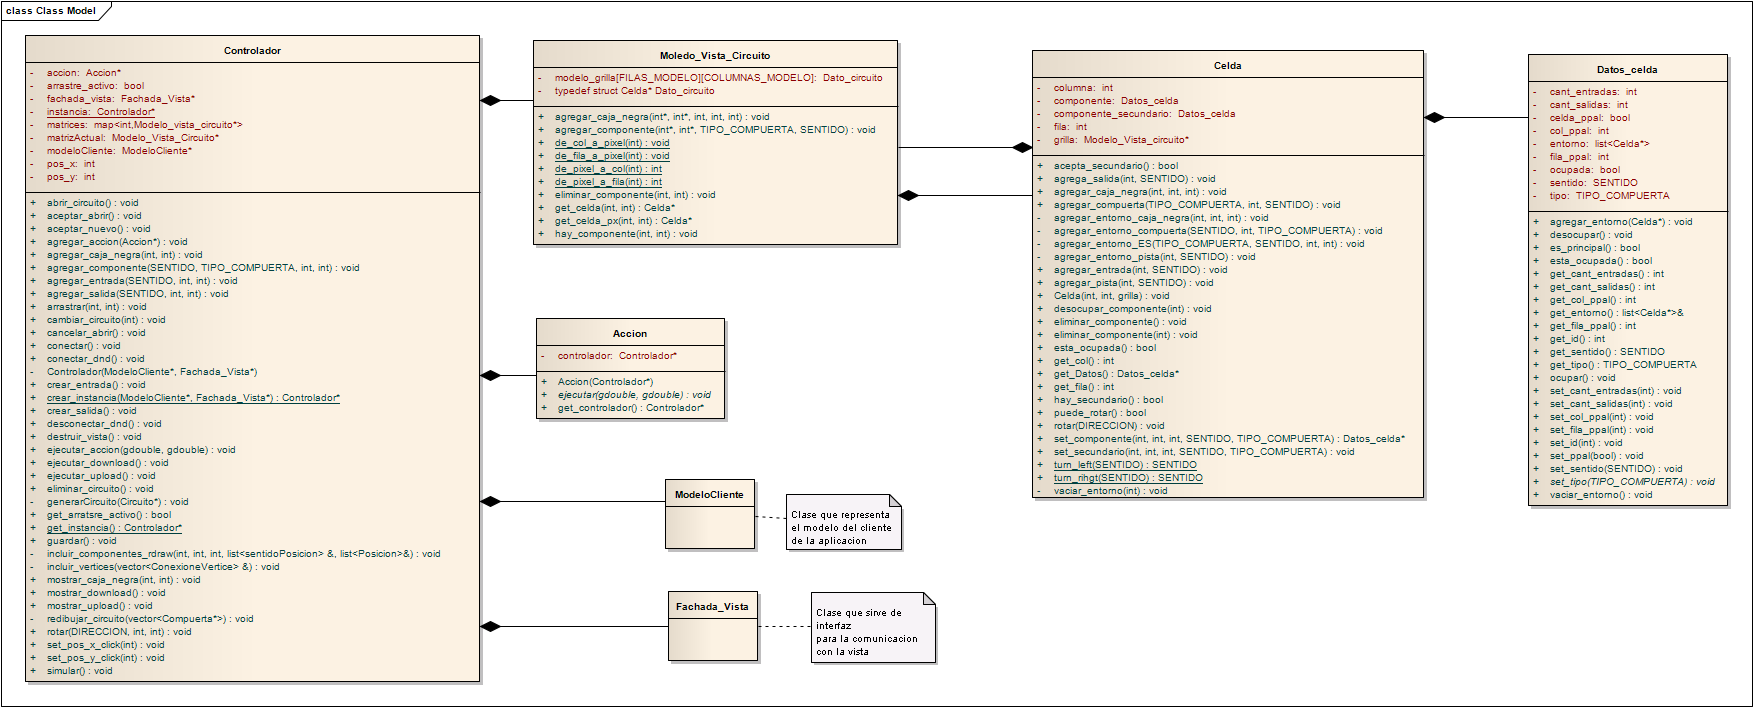 class Class Model
Controlador
- accion: Accion*
- arrastre_activo: bool
- fachada_vista: Fachada_Vista*
- instancia: Controlador*
- matrices: map<int,Modelo_vista_circuito*>
- matrizActual: Modelo_Vista_Circuito*
- modeloCliente: ModeloCliente*
- pos_x: int
- pos_y: int
+ abrir_circuito() : void
+ aceptar_abrir() : void
+ aceptar_nuevo() : void
+ agregar_accion(Accion*) : void
+ agregar_caja_negra(int, int) : void
+ agregar_componente(SENTIDO, TIPO_COMPUERTA, int, int) : void
+ agregar_entrada(SENTIDO, int, int) : void
+ agregar_salida(SENTIDO, int, int) : void
+ arrastrar(int, int) : void
+ cambiar_circuito(int) : void
+ cancelar_abrir() : void
+ conectar() : void
+ conectar_dnd() : void
- Controlador(ModeloCliente*, Fachada_Vista*)
+ crear_entrada() : void
+ crear_instancia(ModeloCliente*, Fachada_Vista*) : Controlador*
+ crear_salida() : void
+ desconectar_dnd() : void
+ destruir_vista() : void
+ ejecutar_accion(gdouble, gdouble) : void
+ ejecutar_download() : void
+ ejecutar_upload() : void
+ eliminar_circuito() : void
- generarCircuito(Circuito*) : void
+ get_arratsre_activo() : bool
+ get_instancia() : Controlador*
+ guardar() : void
- incluir_componentes_rdraw(int, int, int, list<sentidoPosicion> &, list<Posicion>&) : void
- incluir_vertices(vector<ConexioneVertice> &) : void
+ mostrar_caja_negra(int, int) : void
+ mostrar_download() : void
+ mostrar_upload() : void
- redibujar_circuito(vector<Compuerta*>) : void
+ rotar(DIRECCION, int, int) : void
+ set_pos_x_click(int) : void
+ set_pos_y_click(int) : void
+ simular() : void
Moledo_Vista_Circuito
- modelo_grilla[FILAS_MODELO][COLUMNAS_MODELO]: Dato_circuito
- typedef struct Celda* Dato_circuito
+ agregar_caja_negra(int*, int*, int, int, int) : void
+ agregar_componente(int*, int*, TIPO_COMPUERTA, SENTIDO) : void
+ de_col_a_pixel(int) : void
+ de_fila_a_pixel(int) : void
+ de_pixel_a_col(int) : int
+ de_pixel_a_fila(int) : int
+ eliminar_componente(int, int) : void
+ get_celda(int, int) : Celda*
+ get_celda_px(int, int) : Celda*
+ hay_componente(int, int) : void
Accion
- controlador: Controlador*
+ Accion(Controlador*)
+ ejecutar(gdouble, gdouble) : void
+ get_controlador() : Controlador*
ModeloCliente
Clase que representa
el modelo del cliente
de la aplicacion
Fachada_Vista
Clase que sirve de
interfaz
para la comunicacion
con la vista
Celda
- columna: int
- componente: Datos_celda
- componente_secundario: Datos_celda
- fila: int
- grilla: Modelo_Vista_circuito*
+ acepta_secundario() : bool
+ agrega_salida(int, SENTIDO) : void
+ agregar_caja_negra(int, int, int) : void
+ agregar_compuerta(TIPO_COMPUERTA, int, SENTIDO) : void
- agregar_entorno_caja_negra(int, int, int) : void
- agregar_entorno_compuerta(SENTIDO, int, TIPO_COMPUERTA) : void
- agregar_entorno_ES(TIPO_COMPUERTA, SENTIDO, int, int) : void
- agregar_entorno_pista(int, SENTIDO) : void
+ agregar_entrada(int, SENTIDO) : void
+ agregar_pista(int, SENTIDO) : void
+ Celda(int, int, grilla) : void
+ desocupar_componente(int) : void
+ eliminar_componente() : void
+ eliminar_componente(int) : void
+ esta_ocupada() : bool
+ get_col() : int
+ get_Datos() : Datos_celda*
+ get_fila() : int
+ hay_secundario() : bool
+ puede_rotar() : bool
+ rotar(DIRECCION) : void
+ set_componente(int, int, int, SENTIDO, TIPO_COMPUERTA) : Datos_celda*
+ set_secundario(int, int, int, SENTIDO, TIPO_COMPUERTA) : void
+ turn_left(SENTIDO) : SENTIDO
+ turn_rihgt(SENTIDO) : SENTIDO
- vaciar_entorno(int) : void
Datos_celda
- cant_entradas: int
- cant_salidas: int
- celda_ppal: bool
- col_ppal: int
- entorno: list<Celda*>
- fila_ppal: int
- ocupada: bool
- sentido: SENTIDO
- tipo: TIPO_COMPUERTA
+ agregar_entorno(Celda*) : void
+ desocupar() : void
+ es_principal() : bool
+ esta_ocupada() : bool
+ get_cant_entradas() : int
+ get_cant_salidas() : int
+ get_col_ppal() : int
+ get_entorno() : list<Celda*>&
+ get_fila_ppal() : int
+ get_id() : int
+ get_sentido() : SENTIDO
+ get_tipo() : TIPO_COMPUERTA
+ ocupar() : void
+ set_cant_entradas(int) : void
+ set_cant_salidas(int) : void
+ set_col_ppal(int) : void
+ set_fila_ppal(int) : void
+ set_id(int) : void
+ set_ppal(bool) : void
+ set_sentido(SENTIDO) : void
+ set_tipo(TIPO_COMPUERTA) : void
+ vaciar_entorno() : void